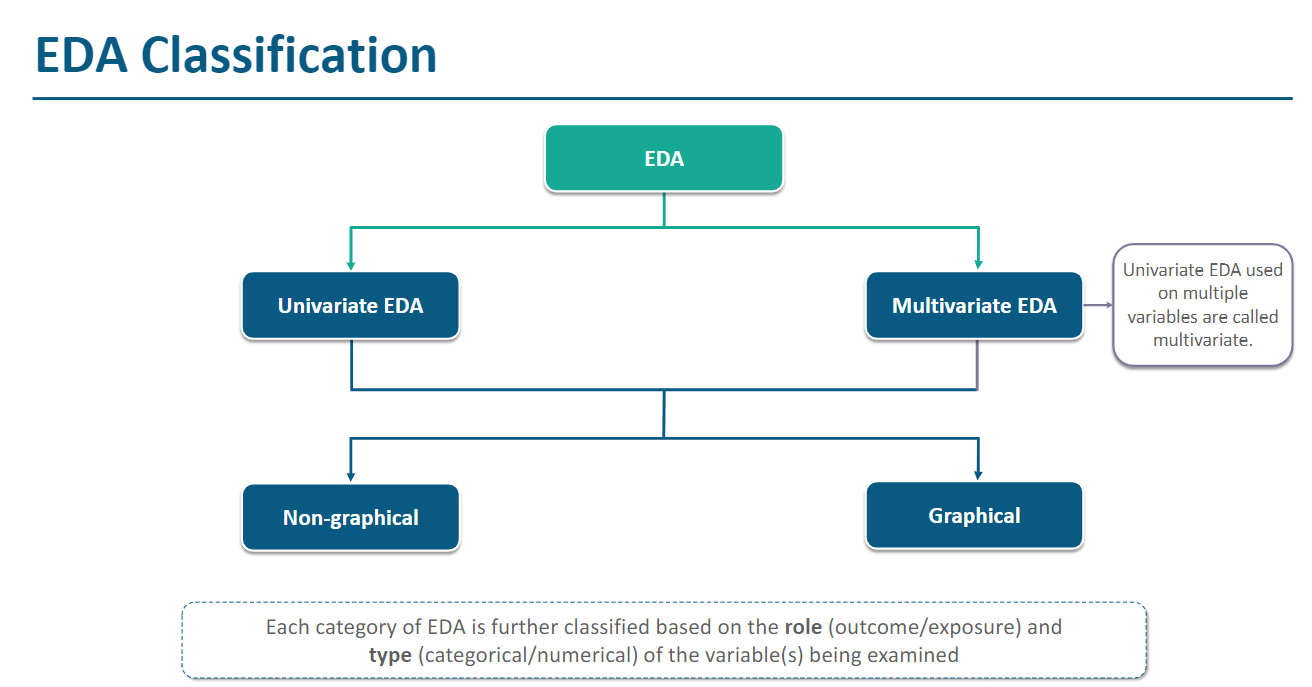 EDA Classification
EDA
Univariate EDA
Multivariate EDA
Univariate EDA used
on multiple
variables are called
multivariate.
Non-graphical
Graphical
Each category of EDA is further classified based on the role (outcome/exposure) and
type (categorical/numerical) of the variable(s) being examined